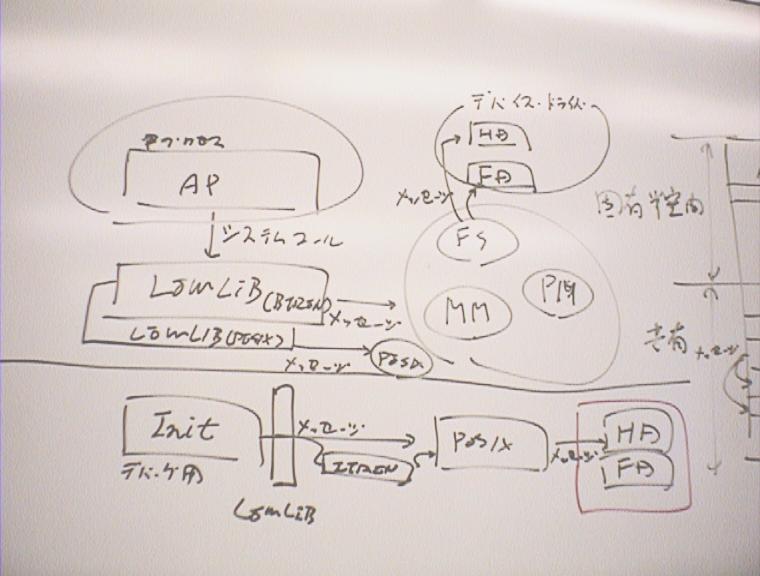 デバイス・ドライバ
HD
FD
メッセージ
プロセス
AP
システムコール
LowLiB(BTRON)
メッセージ
LowLiB(POSIX)
メッセージ
POSIX
FS
PM
MM
固有空間
共有
メッセージ
Init
デバッグ用
LowLiB
メッセージ
ITRON
POSIX
メッセージ
HD
FD